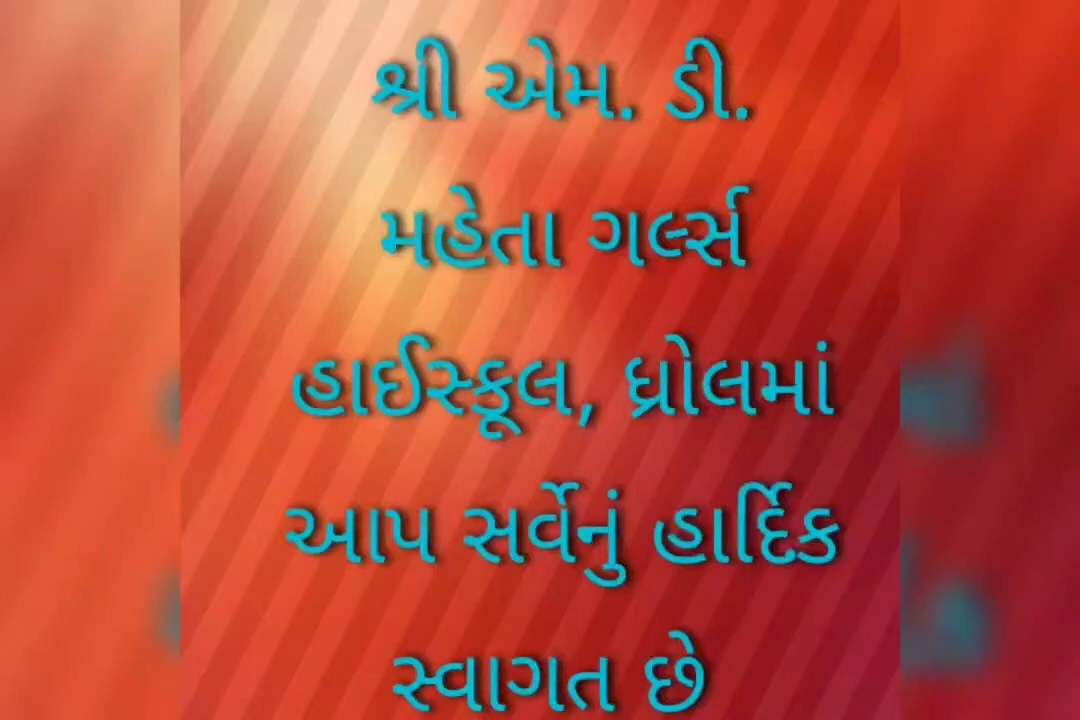 શ્રી એમ. ડી.
મહેતા ગર્લ્સ
હાઈસ્કૂલ, ધ્રોલમાં
આપ સર્વેનું હાર્દિક
સ્વાગત છે